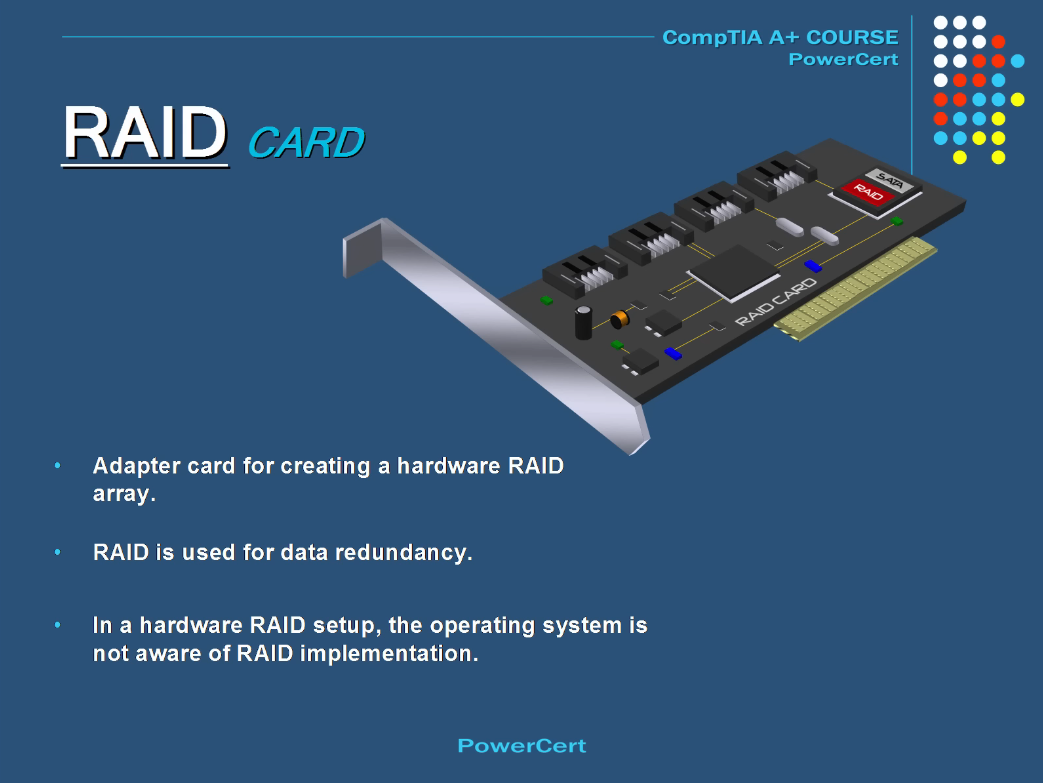 CompTIA A+ COURSE
PowerCert
RAID CARD
SATA
RAID
RAID CARD
• Adapter card for creating a hardware RAID
array.
• RAID is used for data redundancy.
• In a hardware RAID setup, the operating system is
not aware of RAID implementation.
PowerCert